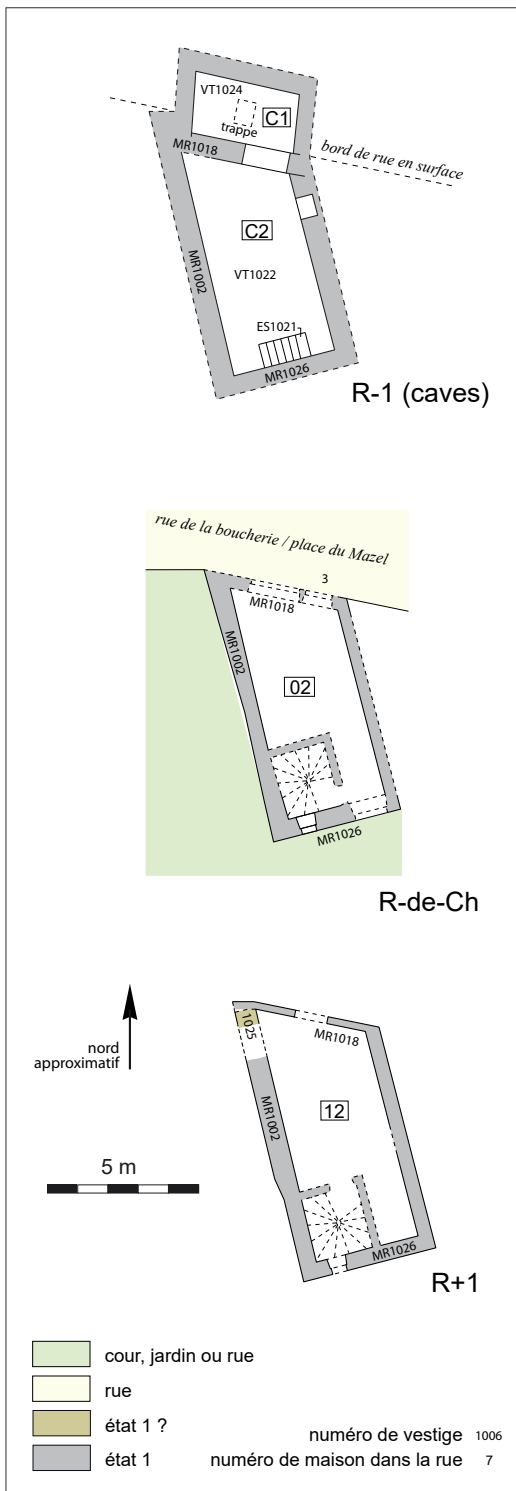 VT1024
C1
trappe
MR1018
bord de rue en surface
C2
MR1002
VT1022
ES1021
MR1026
R-1 (caves)
rue de la boucherie / place du Mazel
3
MR1018
MR1002
02
MR1026
R-de-Ch
1025
MR1018
nord
approximatif
MR1002
12
5 m
MR1026
R+1
cour, jardin ou rue
rue
état 1 ?
état 1
numéro de vestige 1006
numéro de maison dans la rue 7